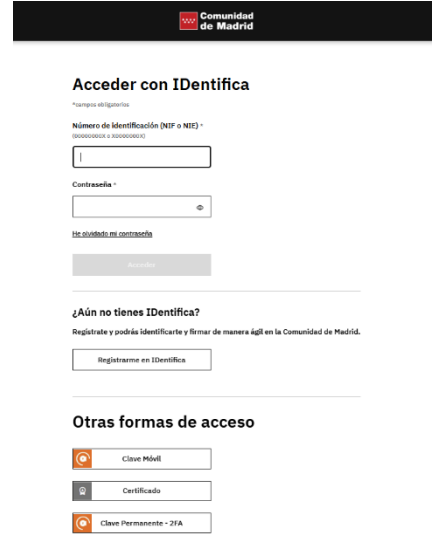 Comunidad
de Madrid
Acceder con IDentifica
*campos obligatorios
Número de identificación (NIF o NIE) *
(00000000X o X0000000X)
Contraseña *
He olvidado mi contraseña
Acceder
¿Aún no tienes IDentifica?
Regístrate y podrás identificarte y firmar de manera ágil en la Comunidad de Madrid.
Registrarme en IDentifica
Otras formas de acceso
Clave Móvil
Certificado
Clave Permanente - 2FA